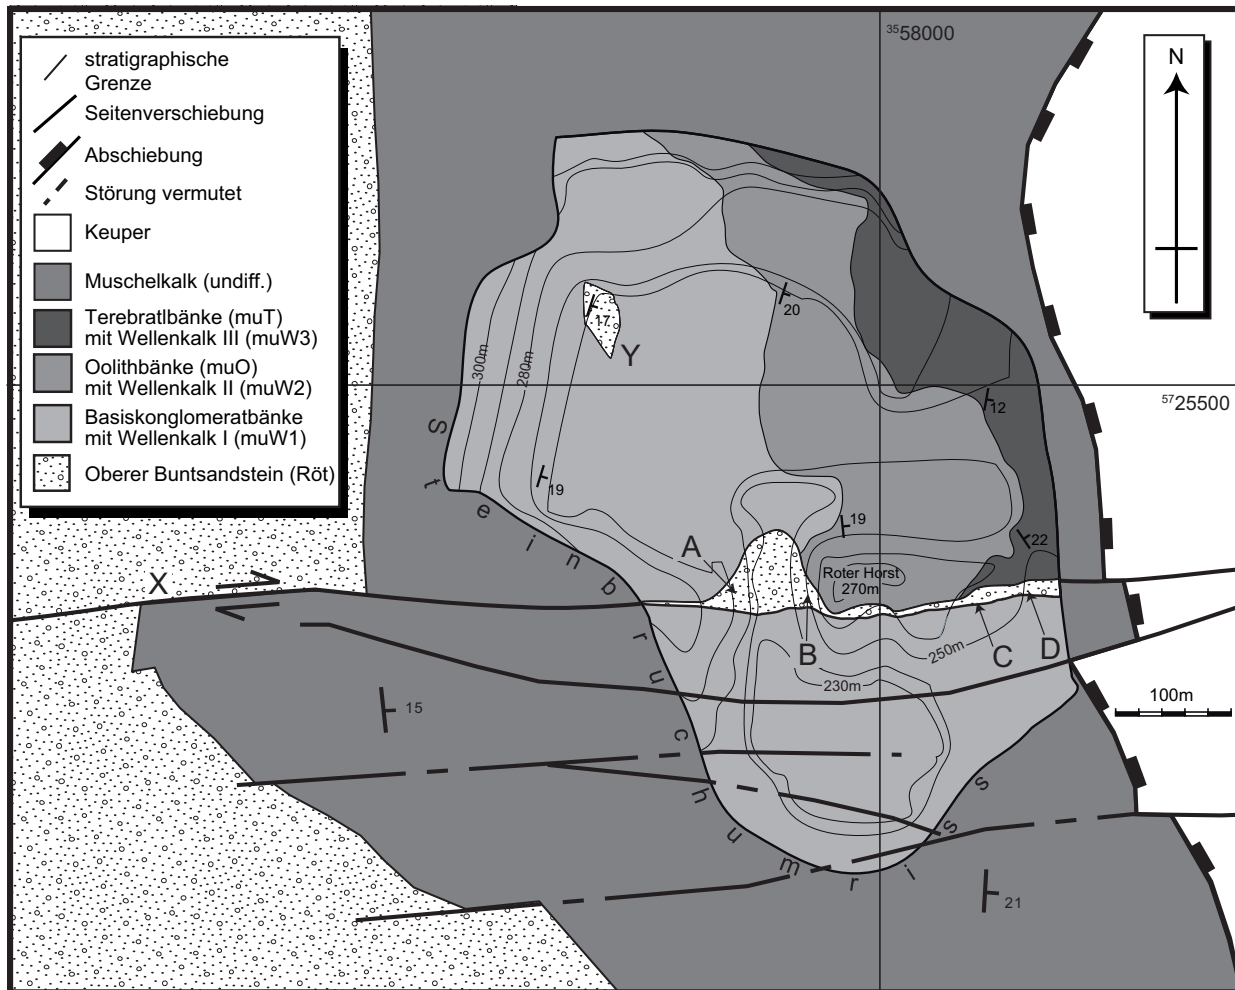 stratigraphische
Grenze
Seitenverschiebung
Abschiebung
Störung vermutet
Keuper
Muschelkalk (undiff.)
Terebratlbänke (muT)
mit Wellenkalk III (muW3)
Oolithbänke (muO)
mit Wellenkalk II (muW2)
Basiskonglomeratbänke
mit Wellenkalk I (muW1)
Oberer Buntsandstein (Röt)
3558000
N
17
20
Y
300m
280m
5725500
12
Steinbruchumriss
19
19
22
A
X
Roter Horst
270m
B
C
D
250m
230m
100m
15
21